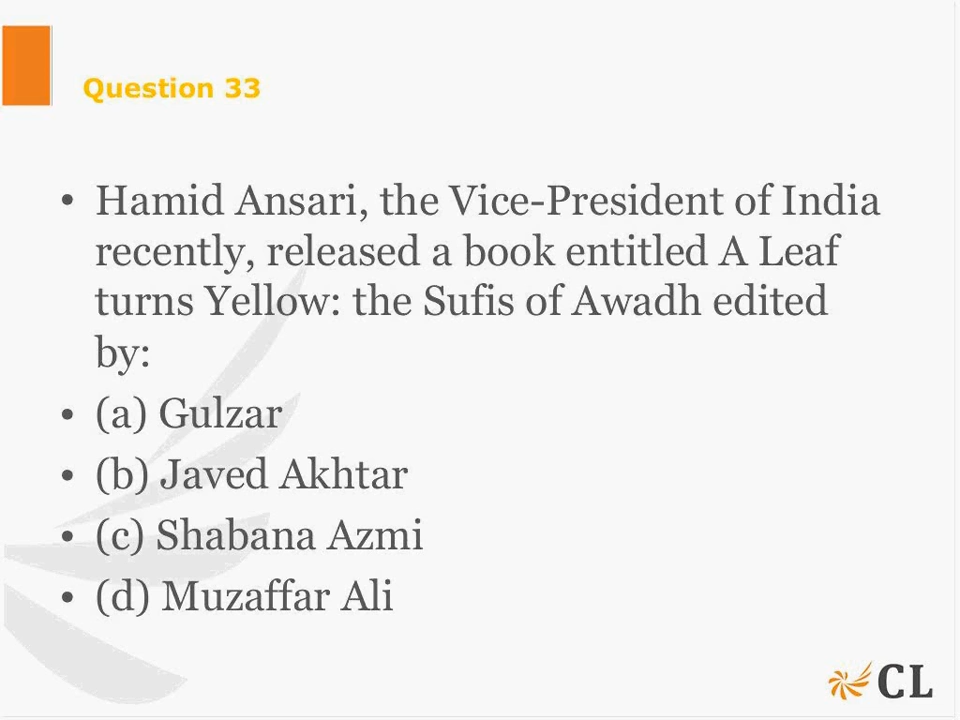 Question 33
• Hamid Ansari, the Vice-President of India
recently, released a book entitled A Leaf
turns Yellow: the Sufis of Awadh edited
by:
• (a) Gulzar
• (b) Javed Akhtar
• (c) Shabana Azmi
• (d) Muzaffar Ali
CL